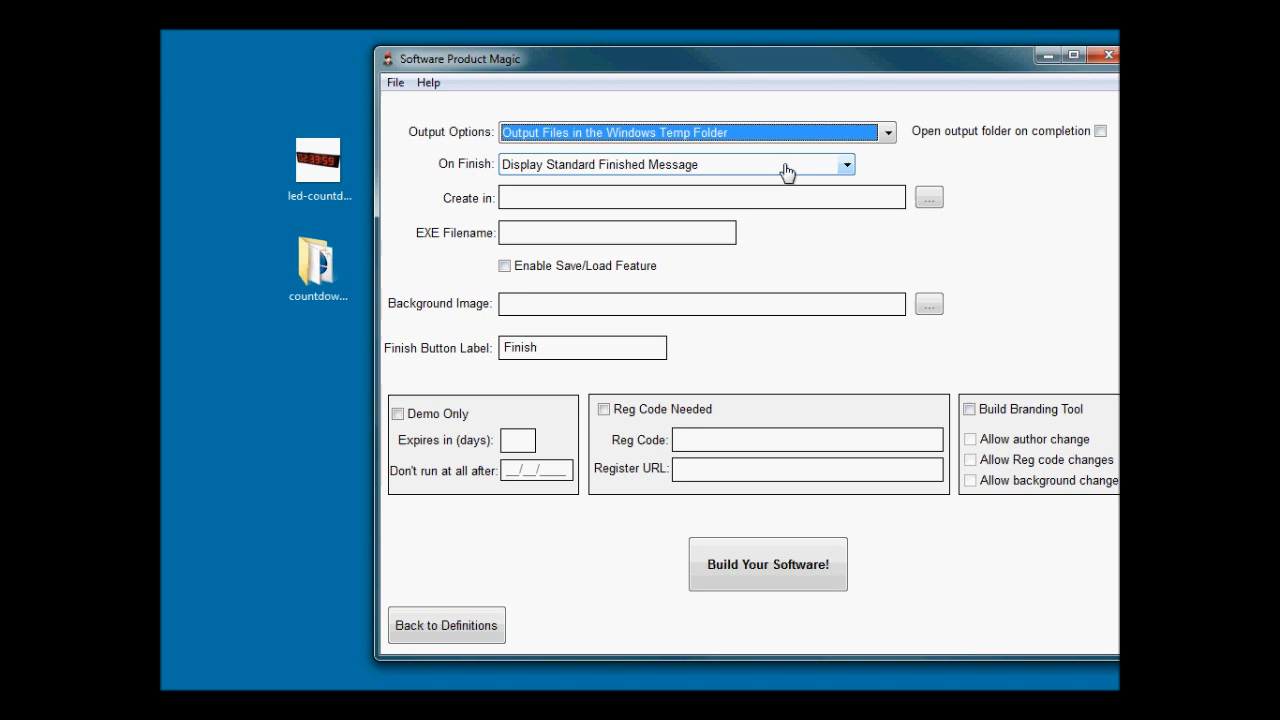 Software Product Magic
File Help
Output Options: Output Files in the Windows Temp Folder Open output folder on completion
On Finish: Display Standard Finished Message
Create in: ...
EXE Filename:
Enable Save/Load Feature
Background Image: ...
Finish Button Label: Finish
Demo Only
Expires in (days):
Don't run at all after: __/__/____
Reg Code Needed
Reg Code:
Register URL:
Build Branding Tool
Allow author change
Allow Reg code changes
Allow background change
Build Your Software!
Back to Definitions
02:33:59
led-countd...
countdow...